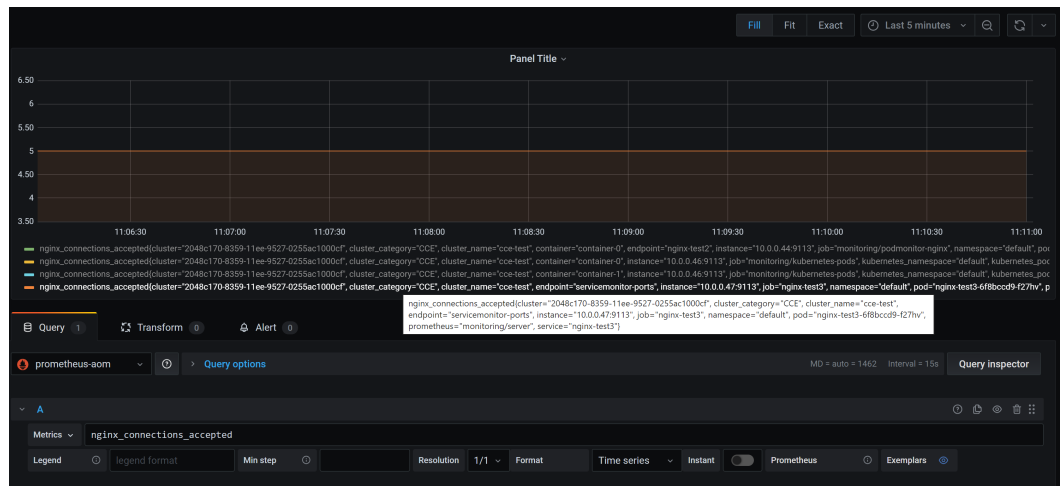 Fill Fit Exact Last 5 minutes
Panel Title
6.50
6
5.50
5
4.50
4
3.50
11:06:30 11:07:00 11:07:30 11:08:00 11:08:30 11:09:00 11:09:30 11:10:00 11:10:30 11:11:00
nginx_connections_accepted{cluster="2048c170-8359-11ee-9527-0255ac1000cf", cluster_category="CCE", cluster_name="cce-test", container="container-0", endpoint="nginx-test2", instance="10.0.0.44:9113", job="monitoring/podmonitor-nginx", namespace="default", poc
nginx_connections_accepted{cluster="2048c170-8359-11ee-9527-0255ac1000cf", cluster_category="CCE", cluster_name="cce-test", container="container-0", instance="10.0.0.46:9113", job="monitoring/kubernetes-pods", kubernetes_namespace="default", kubernetes_poc
nginx_connections_accepted{cluster="2048c170-8359-11ee-9527-0255ac1000cf", cluster_category="CCE", cluster_name="cce-test", container="container-1", instance="10.0.0.46:9113", job="monitoring/kubernetes-pods", kubernetes_namespace="default", kubernetes_poc
nginx_connections_accepted{cluster="2048c170-8359-11ee-9527-0255ac1000cf", cluster_category="CCE", cluster_name="cce-test", endpoint="servicemonitor-ports", instance="10.0.0.47:9113", job="nginx-test3", namespace="default", pod="nginx-test3-6f8bccd9-f27hv", p
nginx_connections_accepted{cluster="2048c170-8359-11ee-9527-0255ac1000cf", cluster_category="CCE", cluster_name="cce-test",
endpoint="servicemonitor-ports", instance="10.0.0.47:9113", job="nginx-test3", namespace="default", pod="nginx-test3-6f8bccd9-f27hv",
prometheus="monitoring/server", service="nginx-test3"}
Query 1 Transform 0 Alert 0
prometheus-aom Query options MD = auto = 1462 Interval = 15s Query inspector
A
Metrics nginx_connections_accepted
Legend legend format Min step Resolution 1/1 Format Time series Instant Prometheus Exemplars